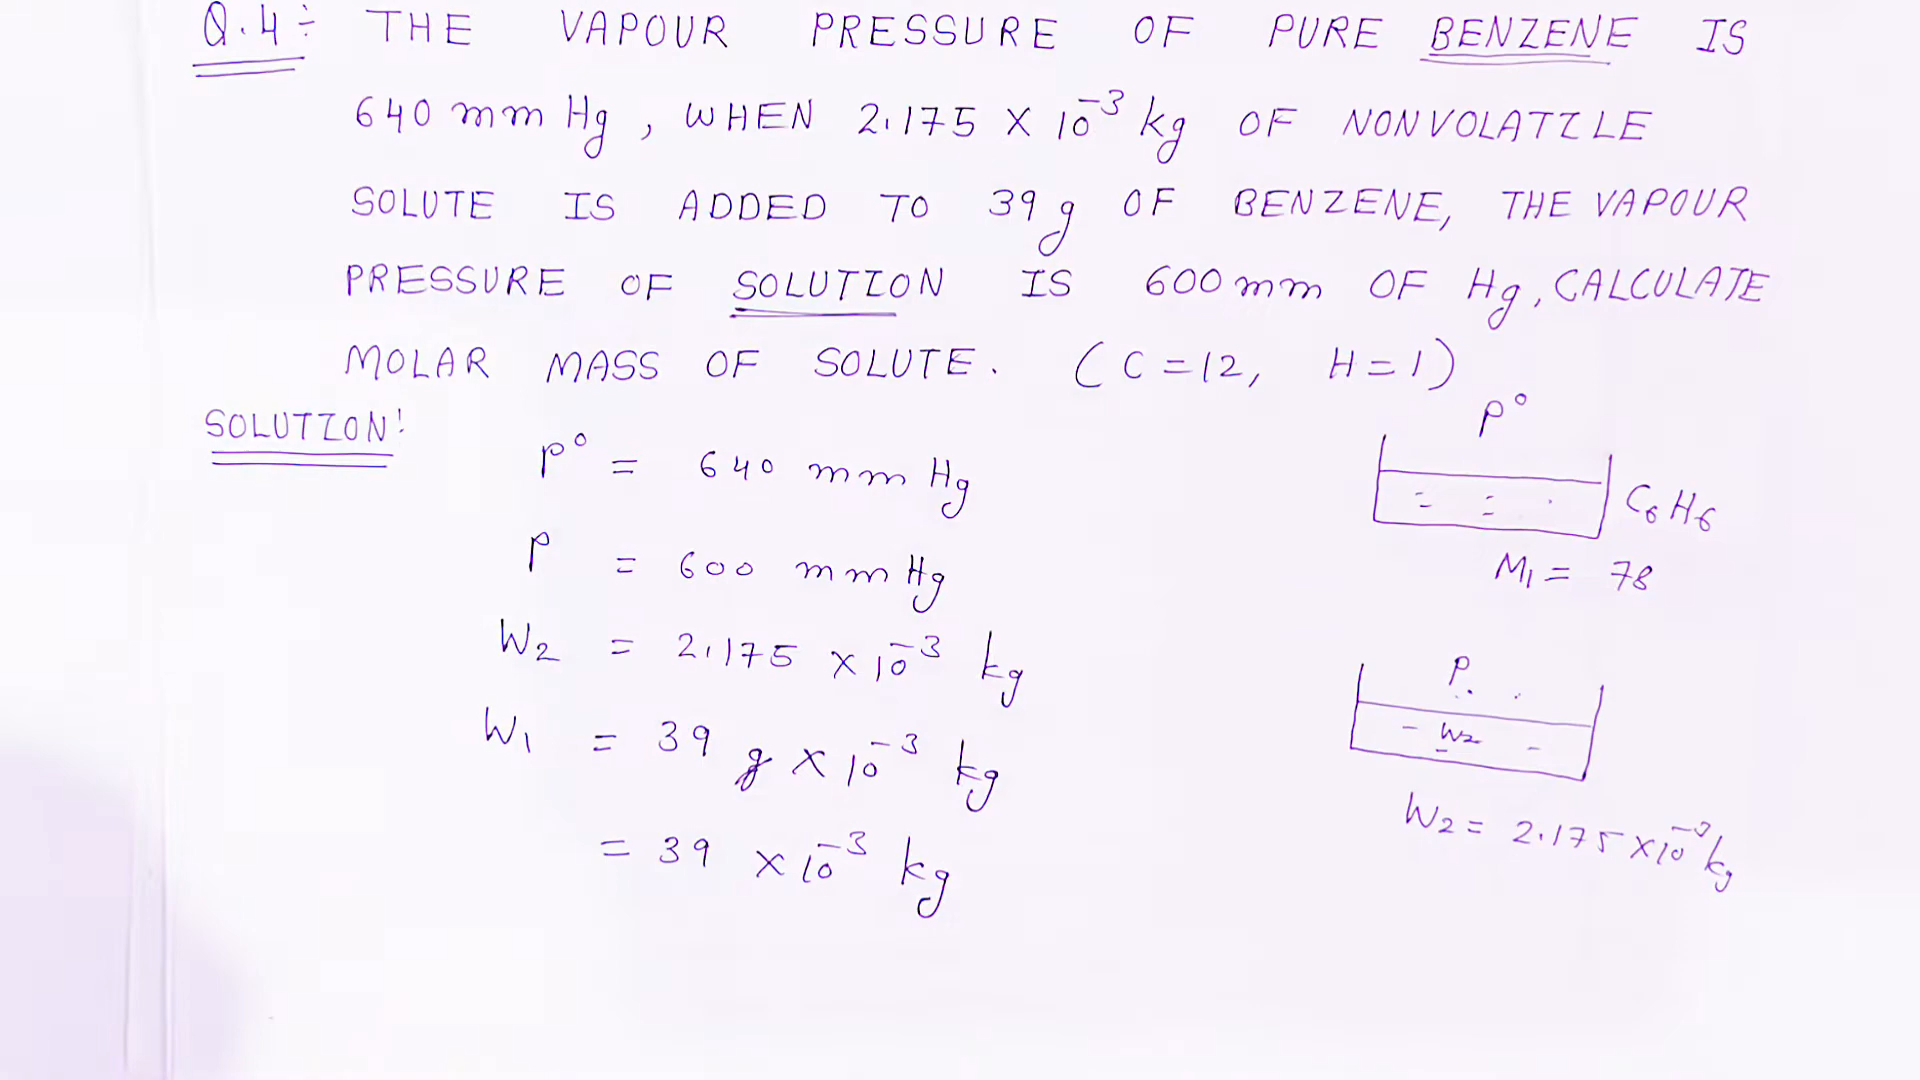 Q.4:- THE VAPOUR PRESSURE OF PURE BENZENE IS
640 mm Hg, WHEN 2.175 × 10⁻³ kg OF NONVOLATILE
SOLUTE IS ADDED TO 39 g OF BENZENE, THE VAPOUR
PRESSURE OF SOLUTION IS 600 mm OF Hg, CALCULATE
MOLAR MASS OF SOLUTE. (C = 12, H = 1)
SOLUTION!
P° = 640 mm Hg
P = 600 mm Hg
W₂ = 2.175 × 10⁻³ kg
W₁ = 39 g × 10⁻³ kg
= 39 × 10⁻³ kg
P°
C₆H₆
M₁ = 78
P
W₂
W₂ = 2.175 × 10⁻³ kg